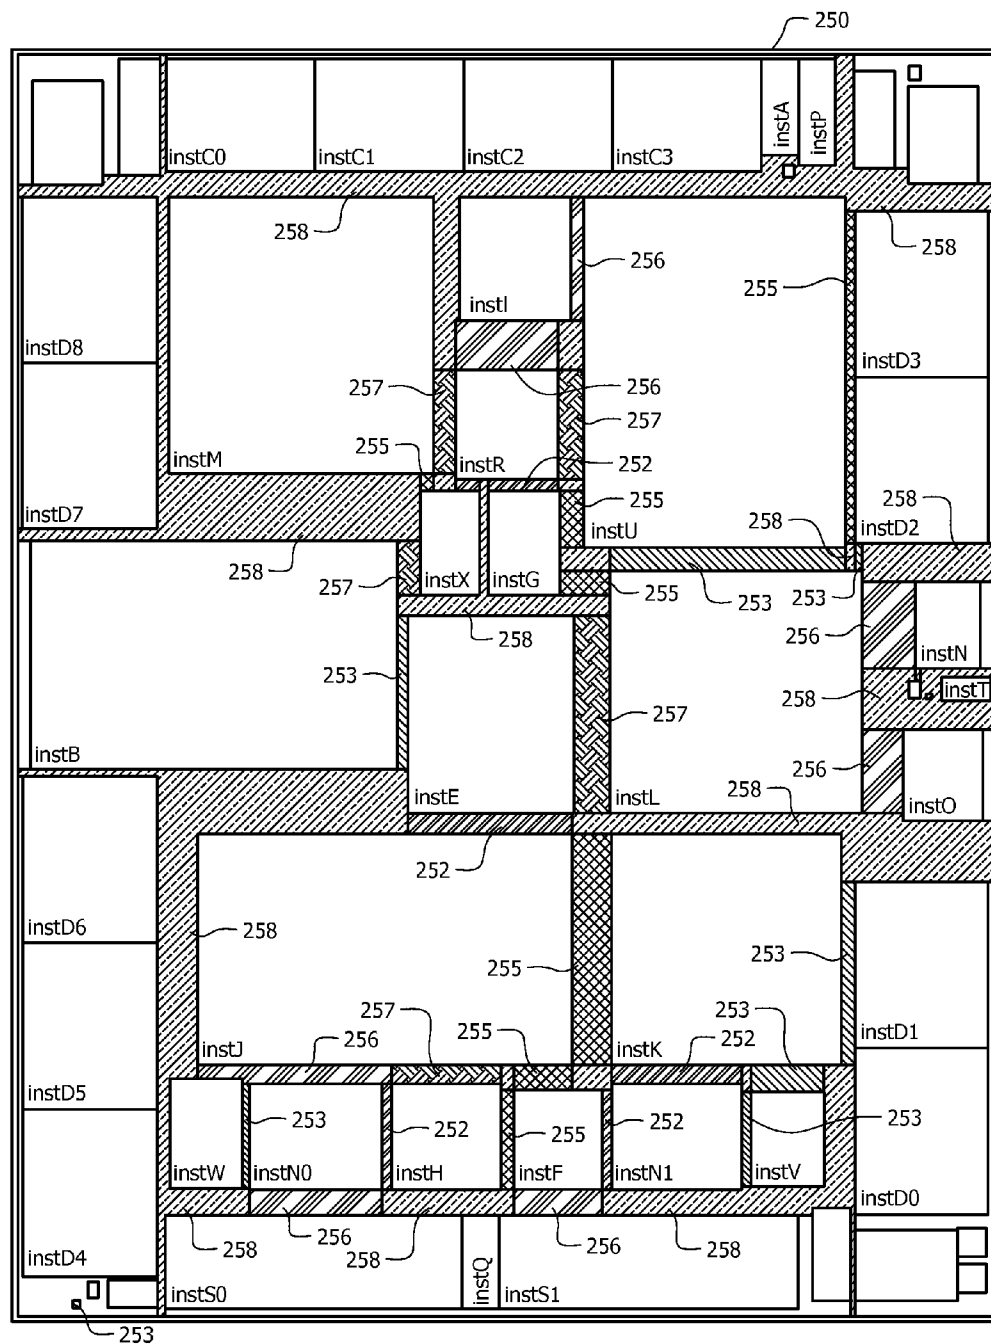 250
instC0
instC1
instC2
instC3
instA
instP
258
258
256
255
instI
instD8
instD3
257
256
257
255
instM
instR
252
255
instD7
instU
258
instD2
258
258
257
instX
instG
255
253
253
258
256
instN
253
258
instT
257
instB
256
instE
instL
258
instO
252
instD6
258
255
253
257
253
instJ
256
255
instK
252
instD1
instD5
253
252
255
252
253
instW
instN0
instH
instF
instN1
instV
instD0
instD4
258
256
258
256
258
instS0
instQ
instS1
253